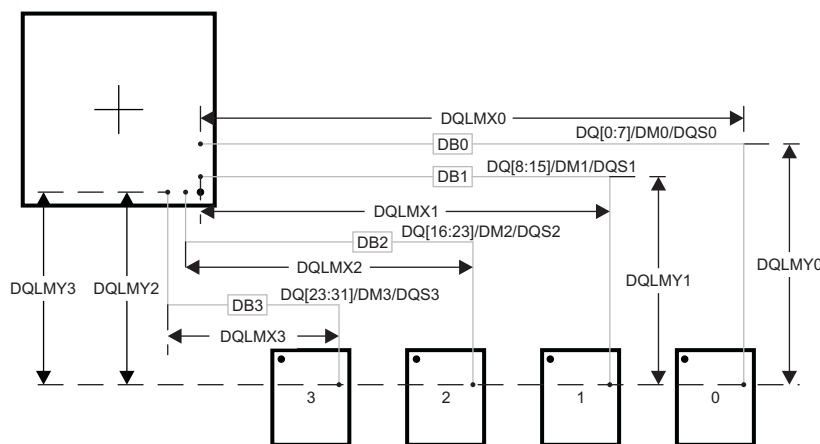 DQLMX0
DQ[0:7]/DM0/DQS0
DB0
DQ[8:15]/DM1/DQS1
DB1
DQLMX1
DQ[16:23]/DM2/DQS2
DB2
DQLMX2
DQLMY0
DQLMY3
DQLMY2
DQLMY1
DQ[23:31]/DM3/DQS3
DB3
DQLMX3
3
2
1
0